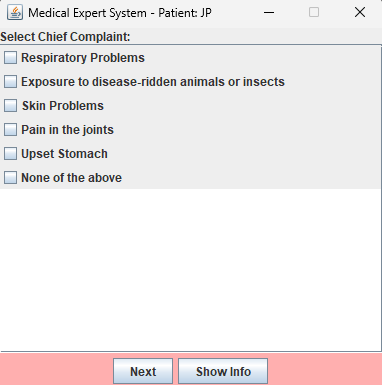 Medical Expert System - Patient: JP
Select Chief Complaint:
Respiratory Problems
Exposure to disease-ridden animals or insects
Skin Problems
Pain in the joints
Upset Stomach
None of the above
Next Show Info